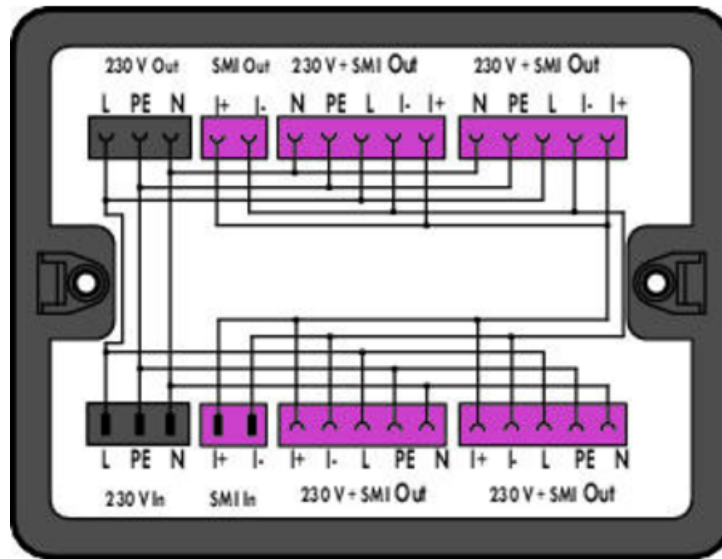 230 V Out SMI Out 230 V + SMI Out 230 V + SMI Out
L PE N I+ I- N PE L I- I+ N PE L I- I+
L PE N I+ I- I+ I- L PE N I+ I- L PE N
230 V In SMI In 230 V + SMI Out 230 V + SMI Out